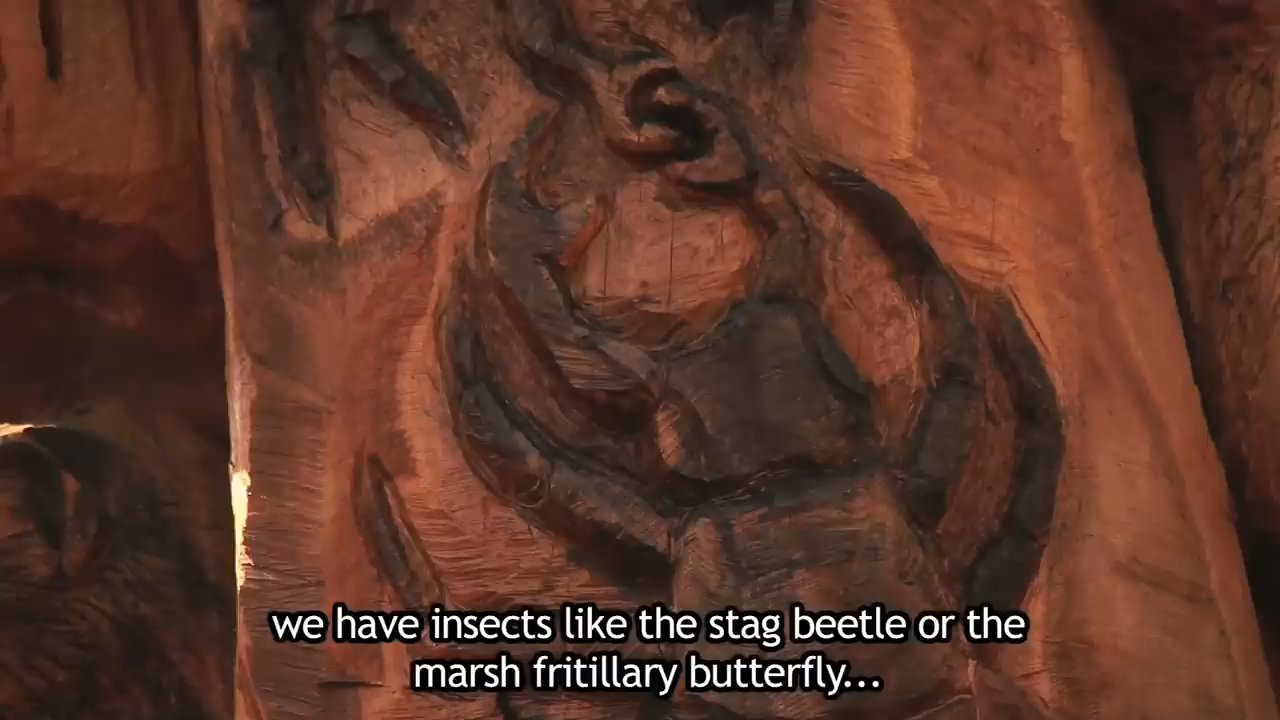 we have insects like the stag beetle or the
marsh fritillary butterfly...